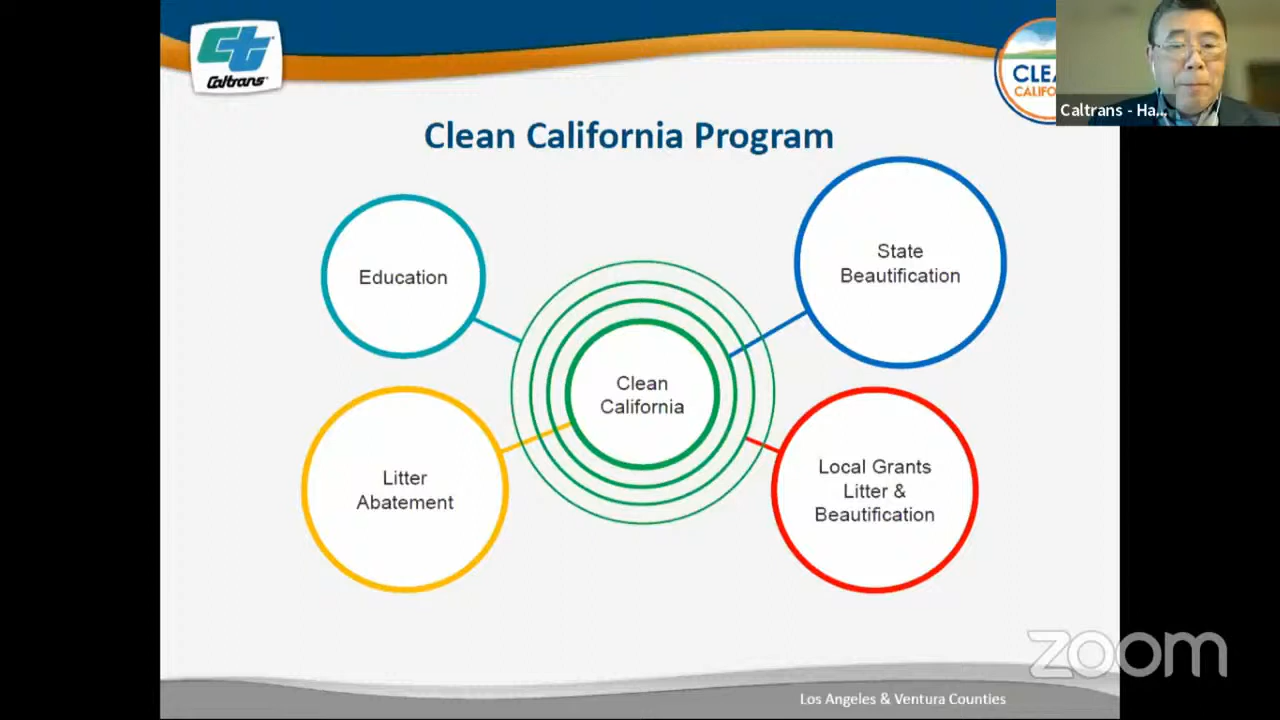 Caltrans
CLEA
CALIFO
Caltrans - Ha...
Clean California Program
Education
State
Beautification
Clean
California
Litter
Abatement
Local Grants
Litter &
Beautification
zoom
Los Angeles & Ventura Counties